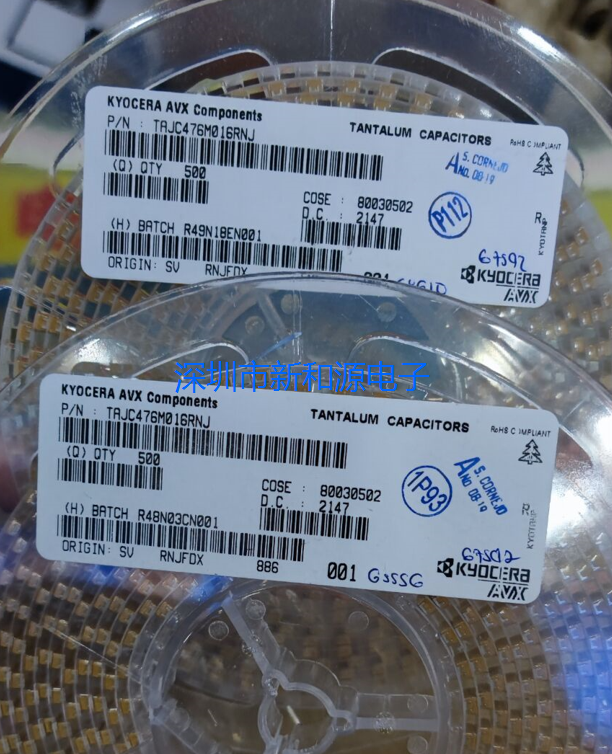 KYOCERA AVX Components
P/N : TAJC476M016RNJ
TANTALUM CAPACITORS
RoHS COMPLIANT
(Q) QTY 500
A S. CORNEJO
No. 08-19
COSE : 80030502
D.C. : 2147
P112
(H) BATCH R49N18EN001
ORIGIN: SV RNJFDX
67592
KYOCERA
AVX
深圳市新和源电子
KYOCERA AVX Components
P/N : TAJC476M016RNJ
TANTALUM CAPACITORS
RoHS COMPLIANT
(Q) QTY 500
A S. CORNEJO
No. 08-19
COSE : 80030502
D.C. : 2147
1P93
(H) BATCH R48N03CN001
ORIGIN: SV RNJFDX 886 001
KYOCERA
AVX